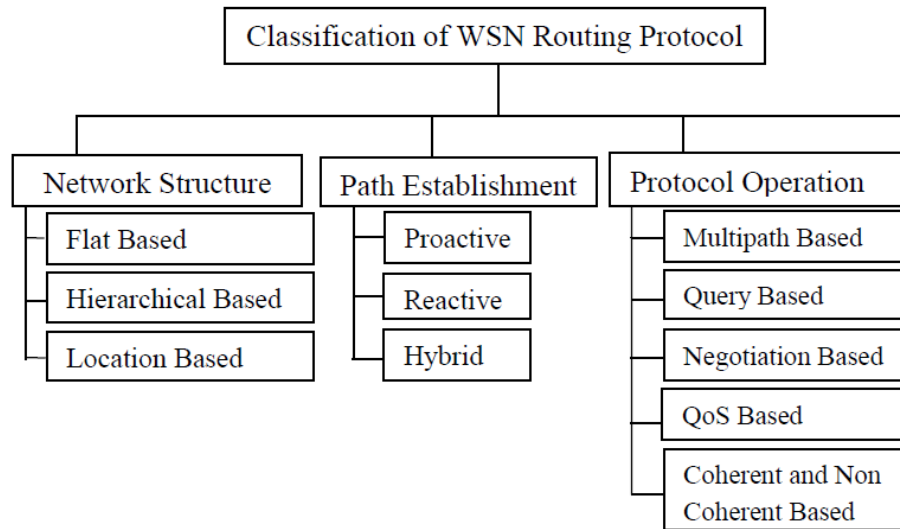 Classification of WSN Routing Protocol
Network Structure
Flat Based
Hierarchical Based
Location Based
Path Establishment
Proactive
Reactive
Hybrid
Protocol Operation
Multipath Based
Query Based
Negotiation Based
QoS Based
Coherent and Non
Coherent Based